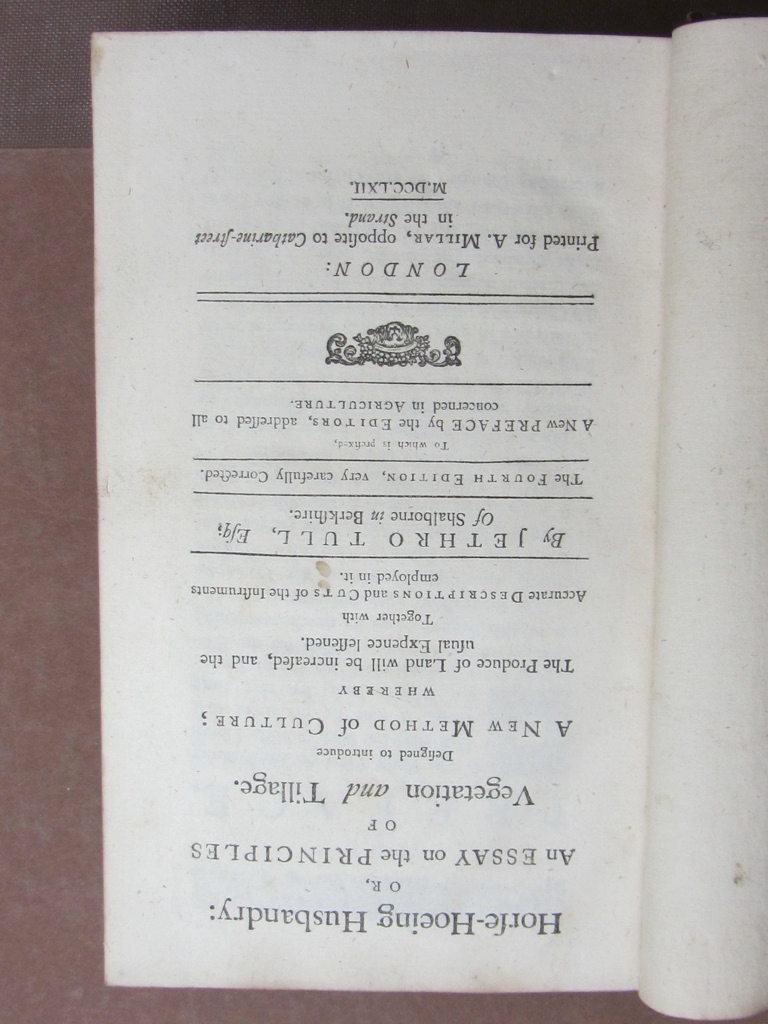 Horſe-Hoeing Husbandry:
OR,
An ESSAY on the PRINCIPLES
OF
Vegetation and Tillage.
Deſigned to introduce
A NEW METHOD of CULTURE;
WHEREBY
The Produce of Land will be increaſed, and the
uſual Expence leſſened.
Together with
Accurate DESCRIPTIONS and CUTS of the Inſtruments
employed in it.
By JETHRO TULL, Eſq;
Of Shalborne in Berkſhire.
The FOURTH EDITION, very carefully Corrected.
To which is prefixed,
A NEW PREFACE by the EDITORS, addreſſed to all
concerned in AGRICULTURE.
LONDON:
Printed for A. MILLAR, oppoſite to Catharine-ſtreet
in the Strand.
M.DCC.LXII.